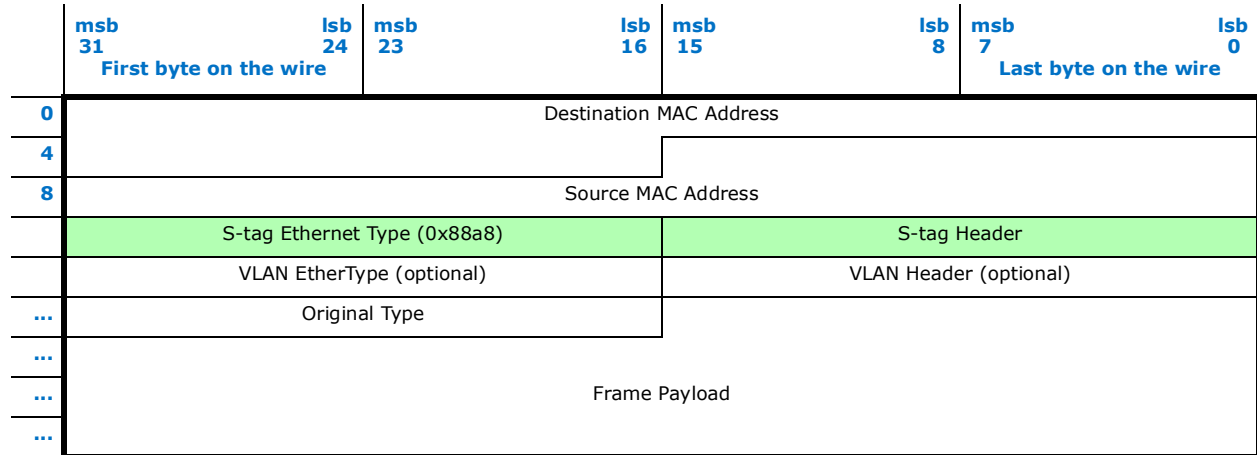 msb lsb msb lsb msb lsb msb lsb
31 24 23 16 15 8 7 0
First byte on the wire Last byte on the wire
0 Destination MAC Address
4
8 Source MAC Address
S-tag Ethernet Type (0x88a8) S-tag Header
VLAN EtherType (optional) VLAN Header (optional)
... Original Type
...
... Frame Payload
...